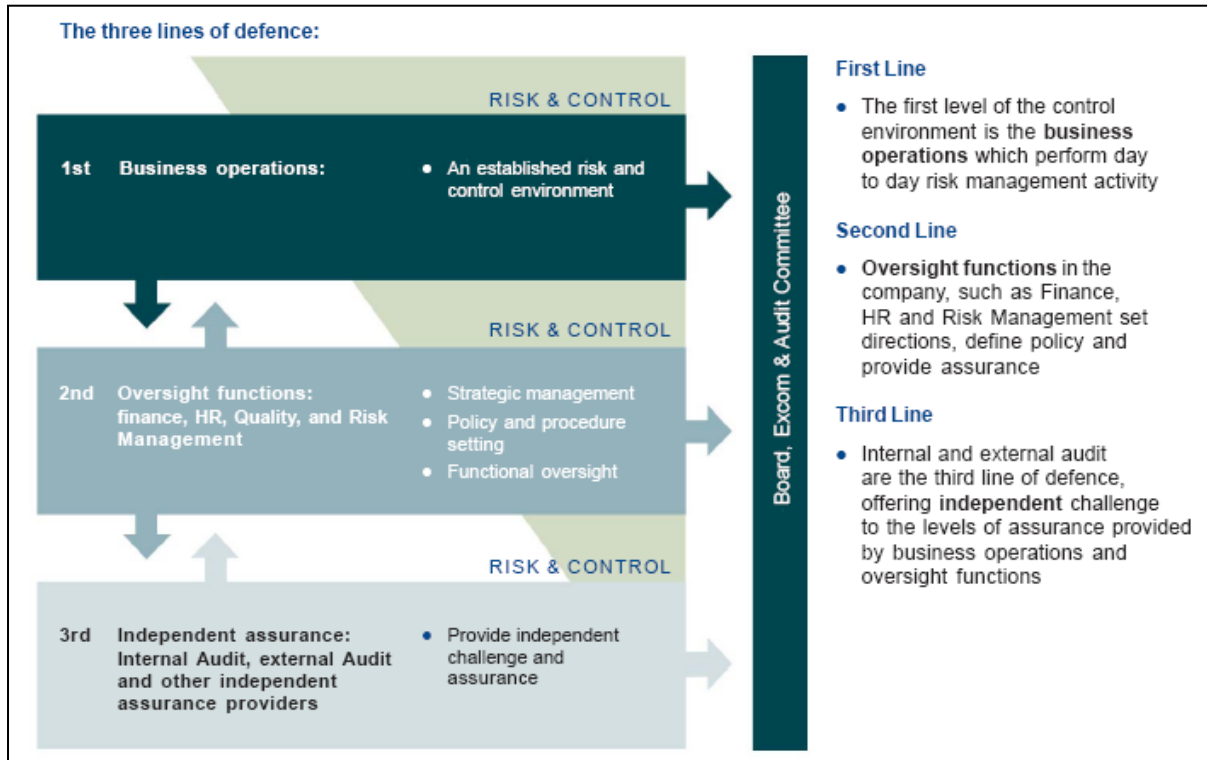 The three lines of defence:
RISK & CONTROL
1st Business operations:
• An established risk and
control environment
RISK & CONTROL
2nd Oversight functions:
finance, HR, Quality, and Risk
Management
• Strategic management
• Policy and procedure
setting
• Functional oversight
RISK & CONTROL
3rd Independent assurance:
Internal Audit, external Audit
and other independent
assurance providers
• Provide independent
challenge and
assurance
Board, Excom & Audit Committee
First Line
• The first level of the control
environment is the business
operations which perform day
to day risk management activity
Second Line
• Oversight functions in the
company, such as Finance,
HR and Risk Management set
directions, define policy and
provide assurance
Third Line
• Internal and external audit
are the third line of defence,
offering independent challenge
to the levels of assurance provided
by business operations and
oversight functions